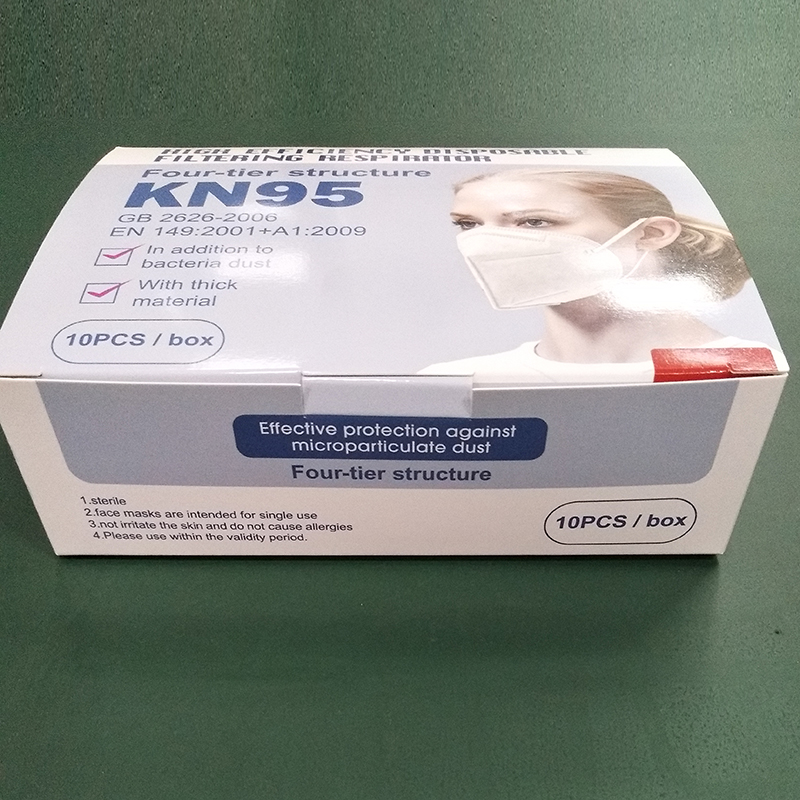 HIGH EFFICIENCY DISPOSABLE
FILTERING RESPIRATOR
Four-tier structure
KN95
GB 2626-2006
EN 149:2001+A1:2009
In addition to
bacteria dust
With thick
material
10PCS / box
Effective protection against
microparticulate dust
Four-tier structure
1.sterile
2.face masks are intended for single use
3.not irritate the skin and do not cause allergies
4.Please use within the validity period.
10PCS / box